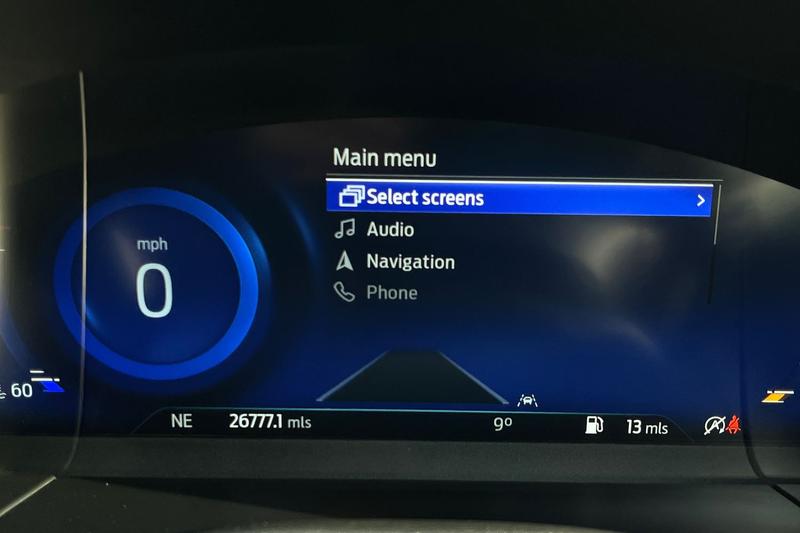 Main menu
Select screens
Audio
Navigation
Phone
mph
0
60
NE 26777.1 mls 9° 13 mls